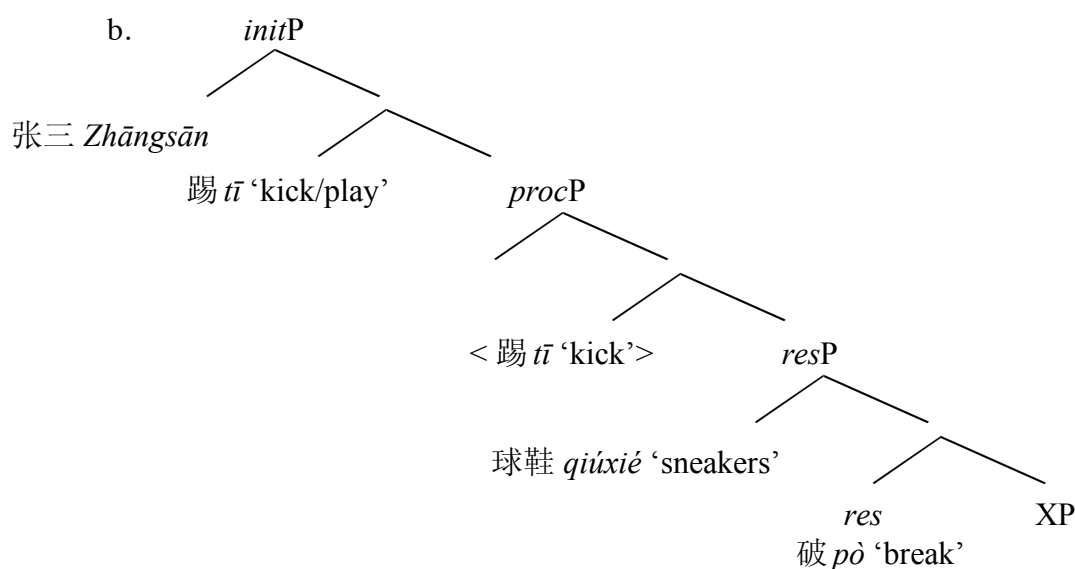 b. initP
张三 Zhāngsān
踢 tī ‘kick/play’ procP
< 踢 tī ‘kick’> resP
球鞋 qiúxié ‘sneakers’
res XP
破 pò ‘break’